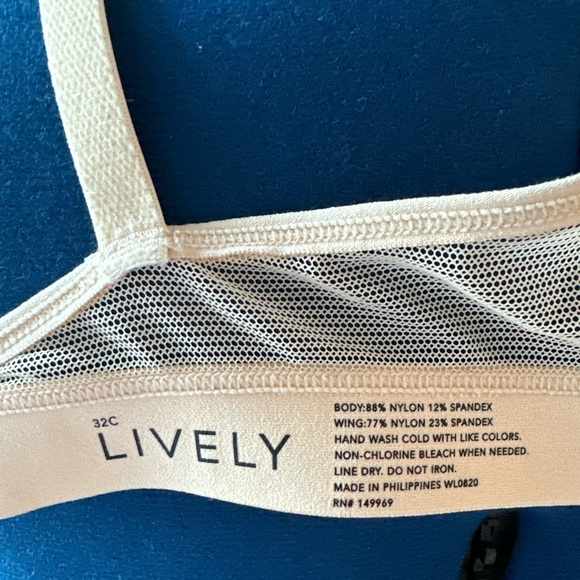 32C
LIVELY
BODY:88% NYLON 12% SPANDEX
WING:77% NYLON 23% SPANDEX
HAND WASH COLD WITH LIKE COLORS.
NON-CHLORINE BLEACH WHEN NEEDED.
LINE DRY. DO NOT IRON.
MADE IN PHILIPPINES WL0820
RN# 149969